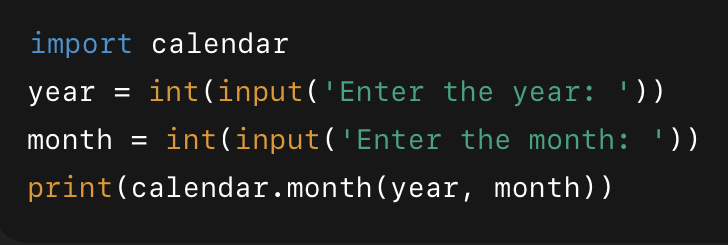 import calendar
year = int(input('Enter the year: '))
month = int(input('Enter the month: '))
print(calendar.month(year, month))